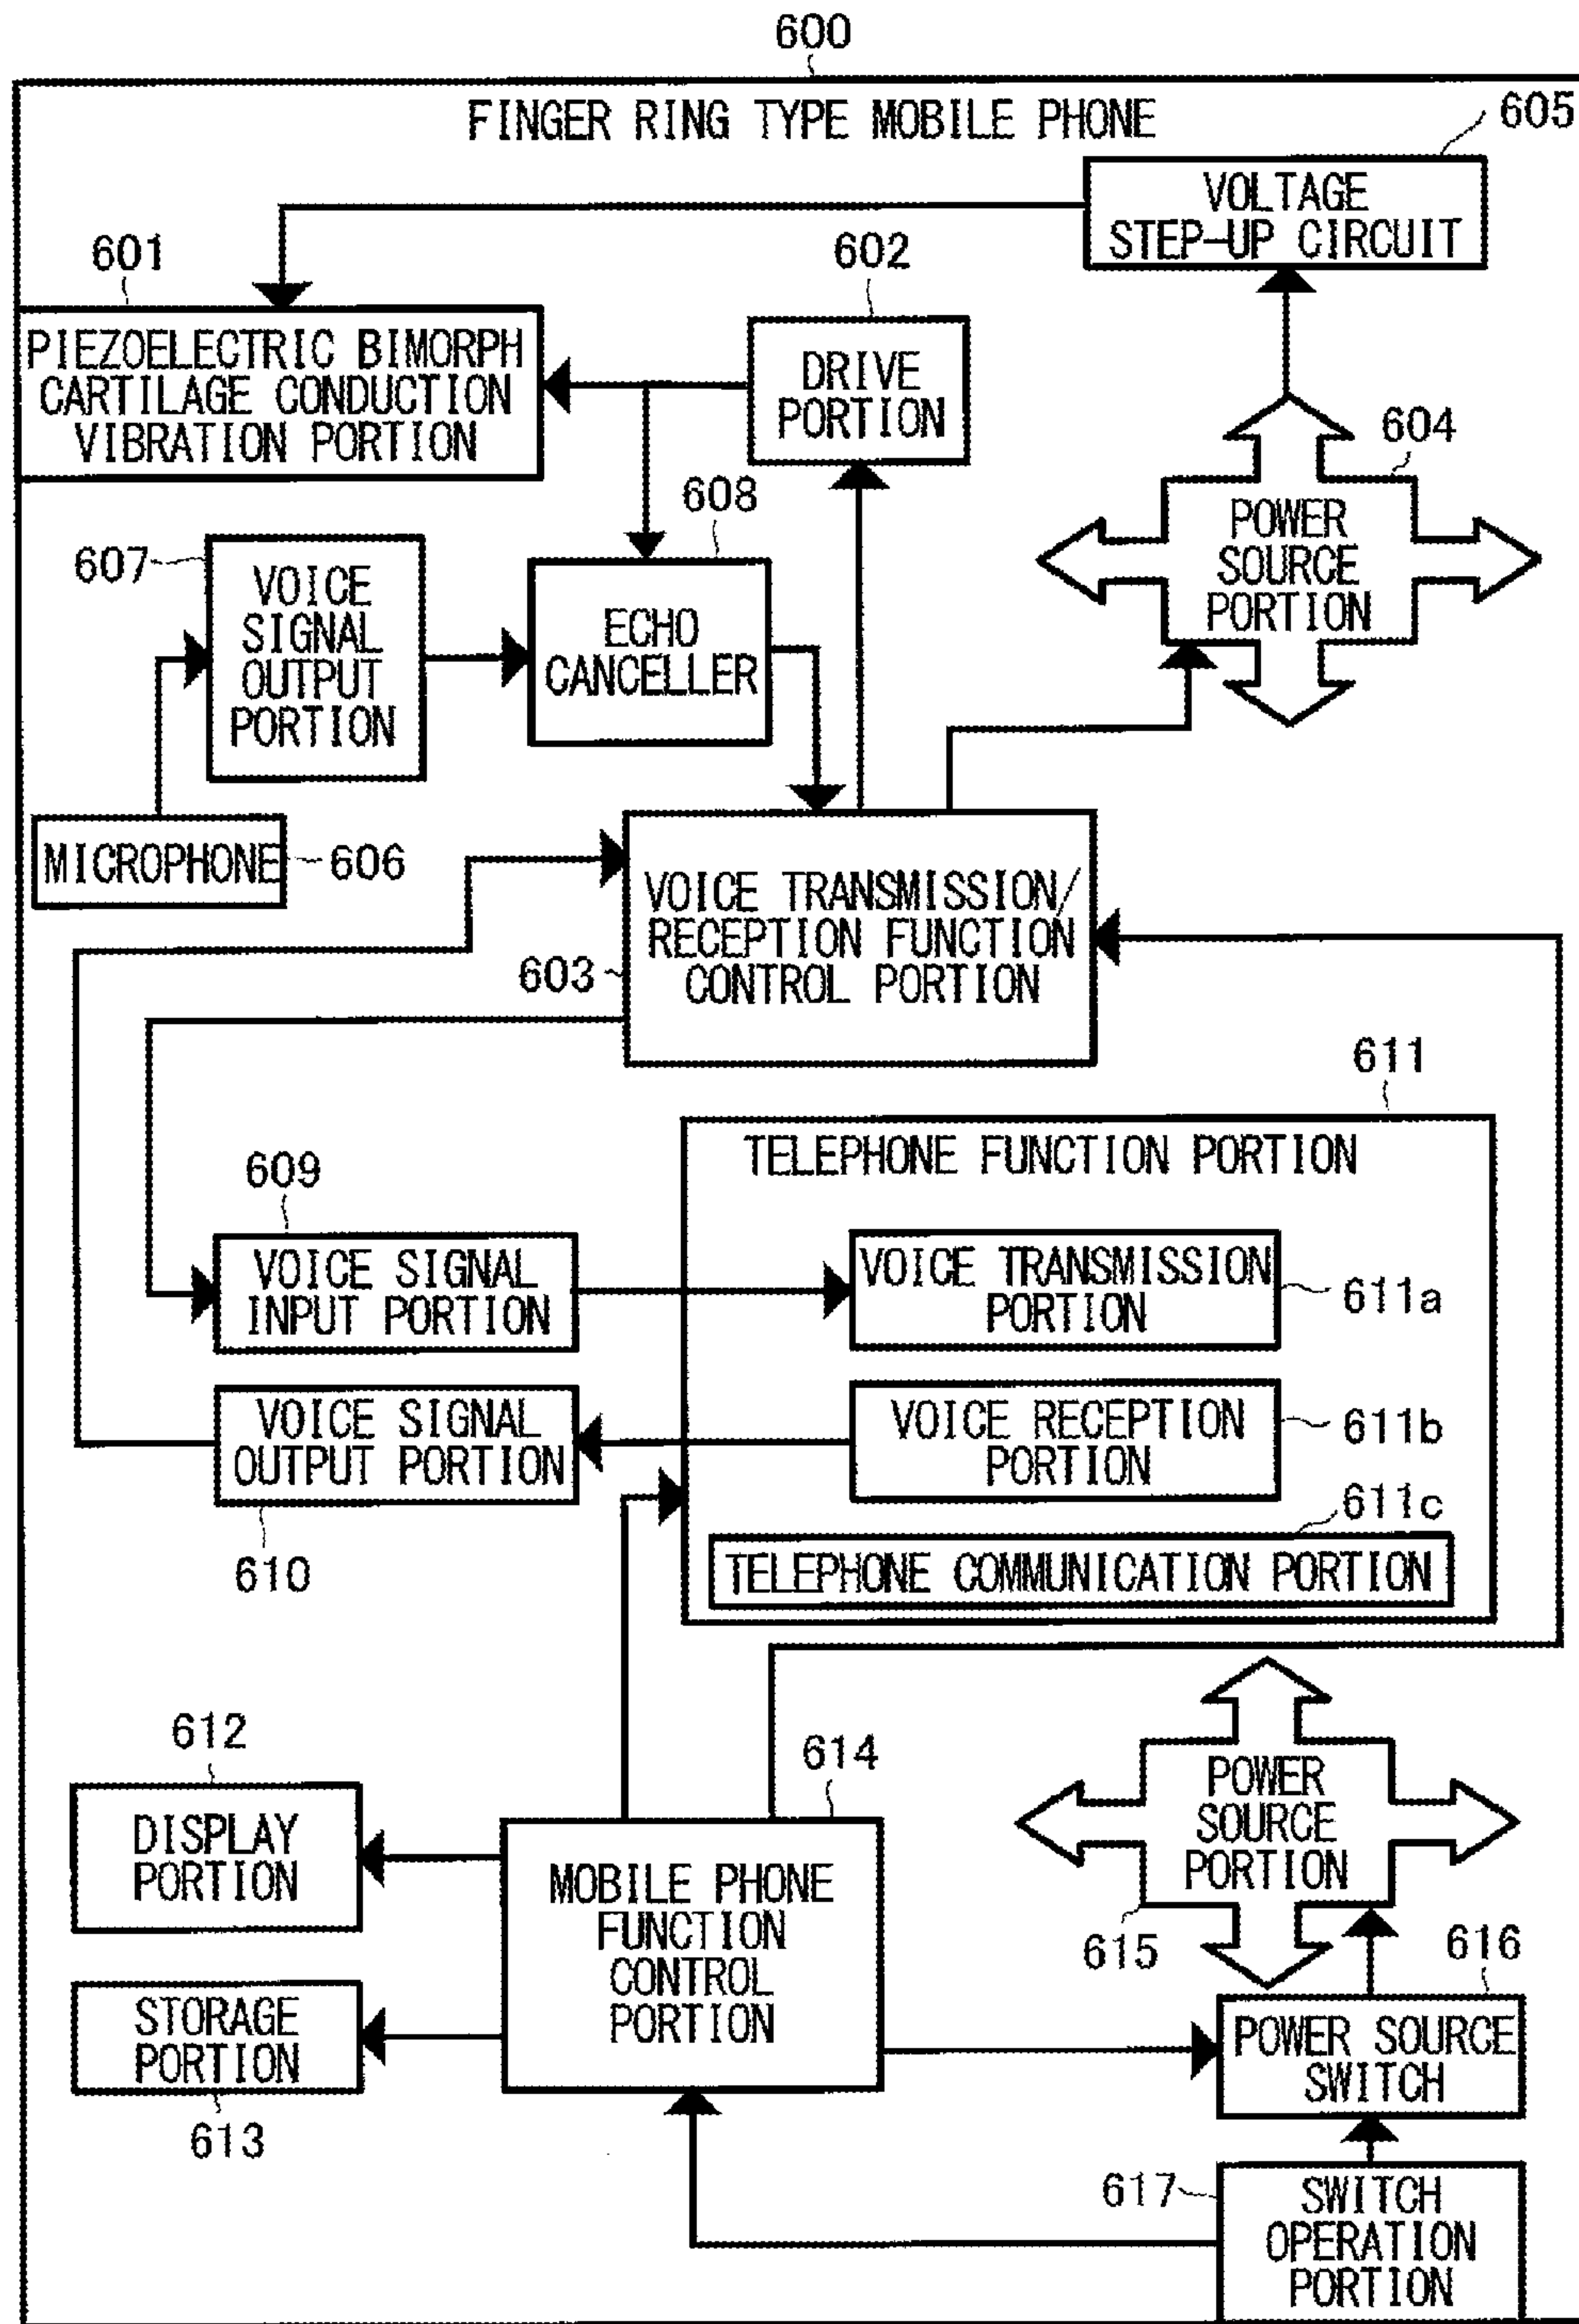 600
FINGER RING TYPE MOBILE PHONE
605
VOLTAGE
STEP-UP CIRCUIT
601
602
PIEZOELECTRIC BIMORPH
CARTILAGE CONDUCTION
VIBRATION PORTION
DRIVE
PORTION
604
POWER
SOURCE
PORTION
607
VOICE
SIGNAL
OUTPUT
PORTION
608
ECHO
CANCELLER
MICROPHONE
606
VOICE TRANSMISSION/
RECEPTION FUNCTION
CONTROL PORTION
603
611
TELEPHONE FUNCTION PORTION
609
VOICE SIGNAL
INPUT PORTION
VOICE TRANSMISSION
PORTION
611a
VOICE SIGNAL
OUTPUT PORTION
610
VOICE RECEPTION
PORTION
611b
611c
TELEPHONE COMMUNICATION PORTION
612
DISPLAY
PORTION
614
MOBILE PHONE
FUNCTION
CONTROL
PORTION
POWER
SOURCE
PORTION
615
616
STORAGE
PORTION
613
POWER SOURCE
SWITCH
617
SWITCH
OPERATION
PORTION